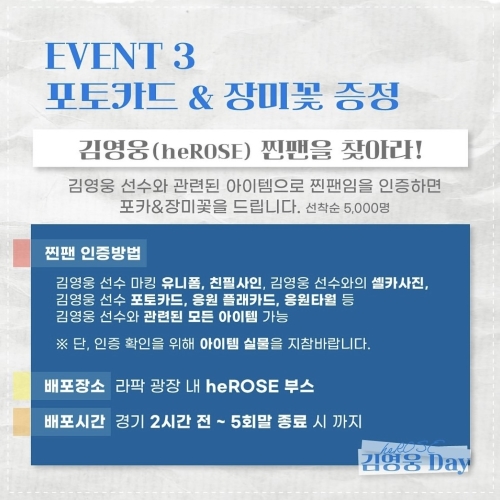 EVENT 3
포토카드 & 장미꽃 증정
김영웅(heROSE) 찐팬을 찾아라!
김영웅 선수와 관련된 아이템으로 찐팬임을 인증하면
포카&장미꽃을 드립니다. 선착순 5,000명
찐팬 인증방법
김영웅 선수 마킹 유니폼, 친필사인, 김영웅 선수와의 셀카사진,
김영웅 선수 포토카드, 응원 플래카드, 응원타월 등
김영웅 선수와 관련된 모든 아이템 가능
※ 단, 인증 확인을 위해 아이템 실물을 지참바랍니다.
배포장소 라팍 광장 내 heROSE 부스
배포시간 경기 2시간 전 ~ 5회말 종료 시 까지
heROSE
김영웅 Day